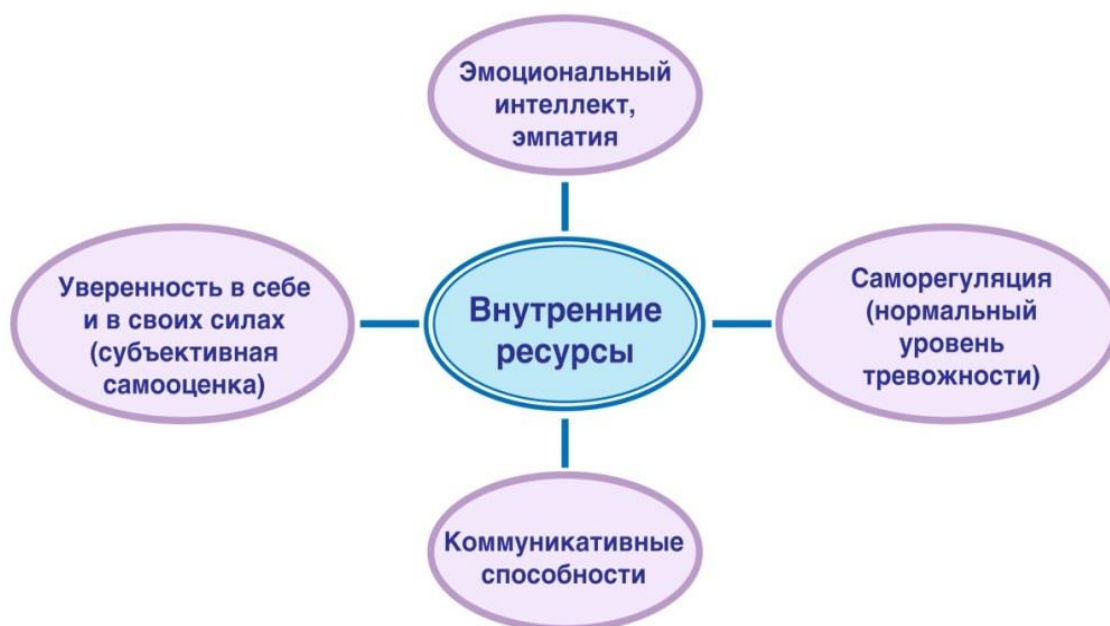 Эмоциональный
интеллект,
эмпатия
Уверенность в себе
и в своих силах
(субъективная
самооценка)
Внутренние
ресурсы
Саморегуляция
(нормальный
уровень
тревожности)
Коммуникативные
способности